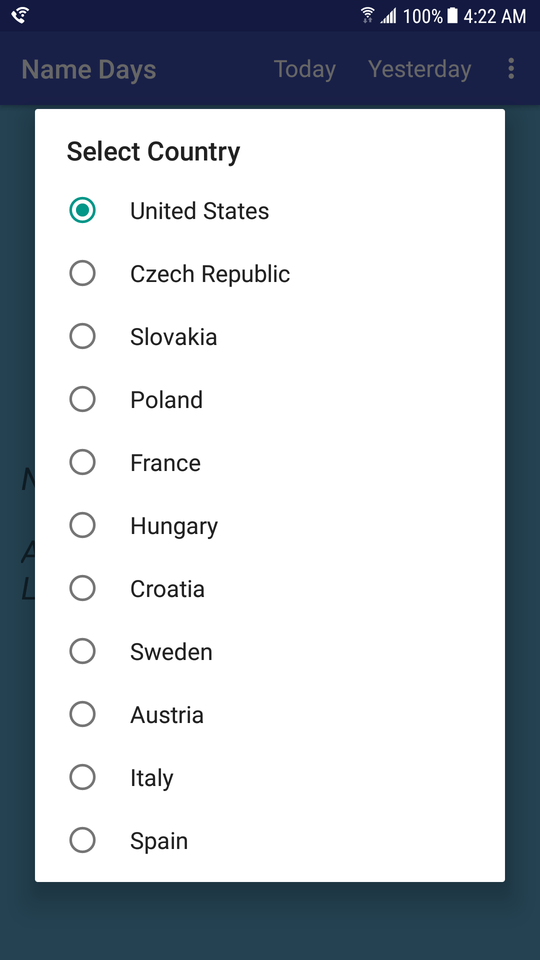 100% 4:22 AM
Name Days Today Yesterday
Select Country
United States
Czech Republic
Slovakia
Poland
France
Hungary
Croatia
Sweden
Austria
Italy
Spain